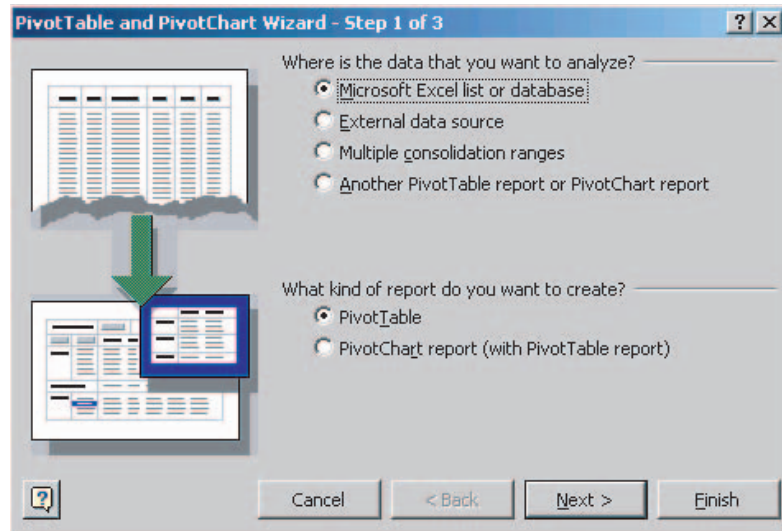 PivotTable and PivotChart Wizard - Step 1 of 3
Where is the data that you want to analyze?
Microsoft Excel list or database
External data source
Multiple consolidation ranges
Another PivotTable report or PivotChart report
What kind of report do you want to create?
PivotTable
PivotChart report (with PivotTable report)
Cancel < Back Next > Finish